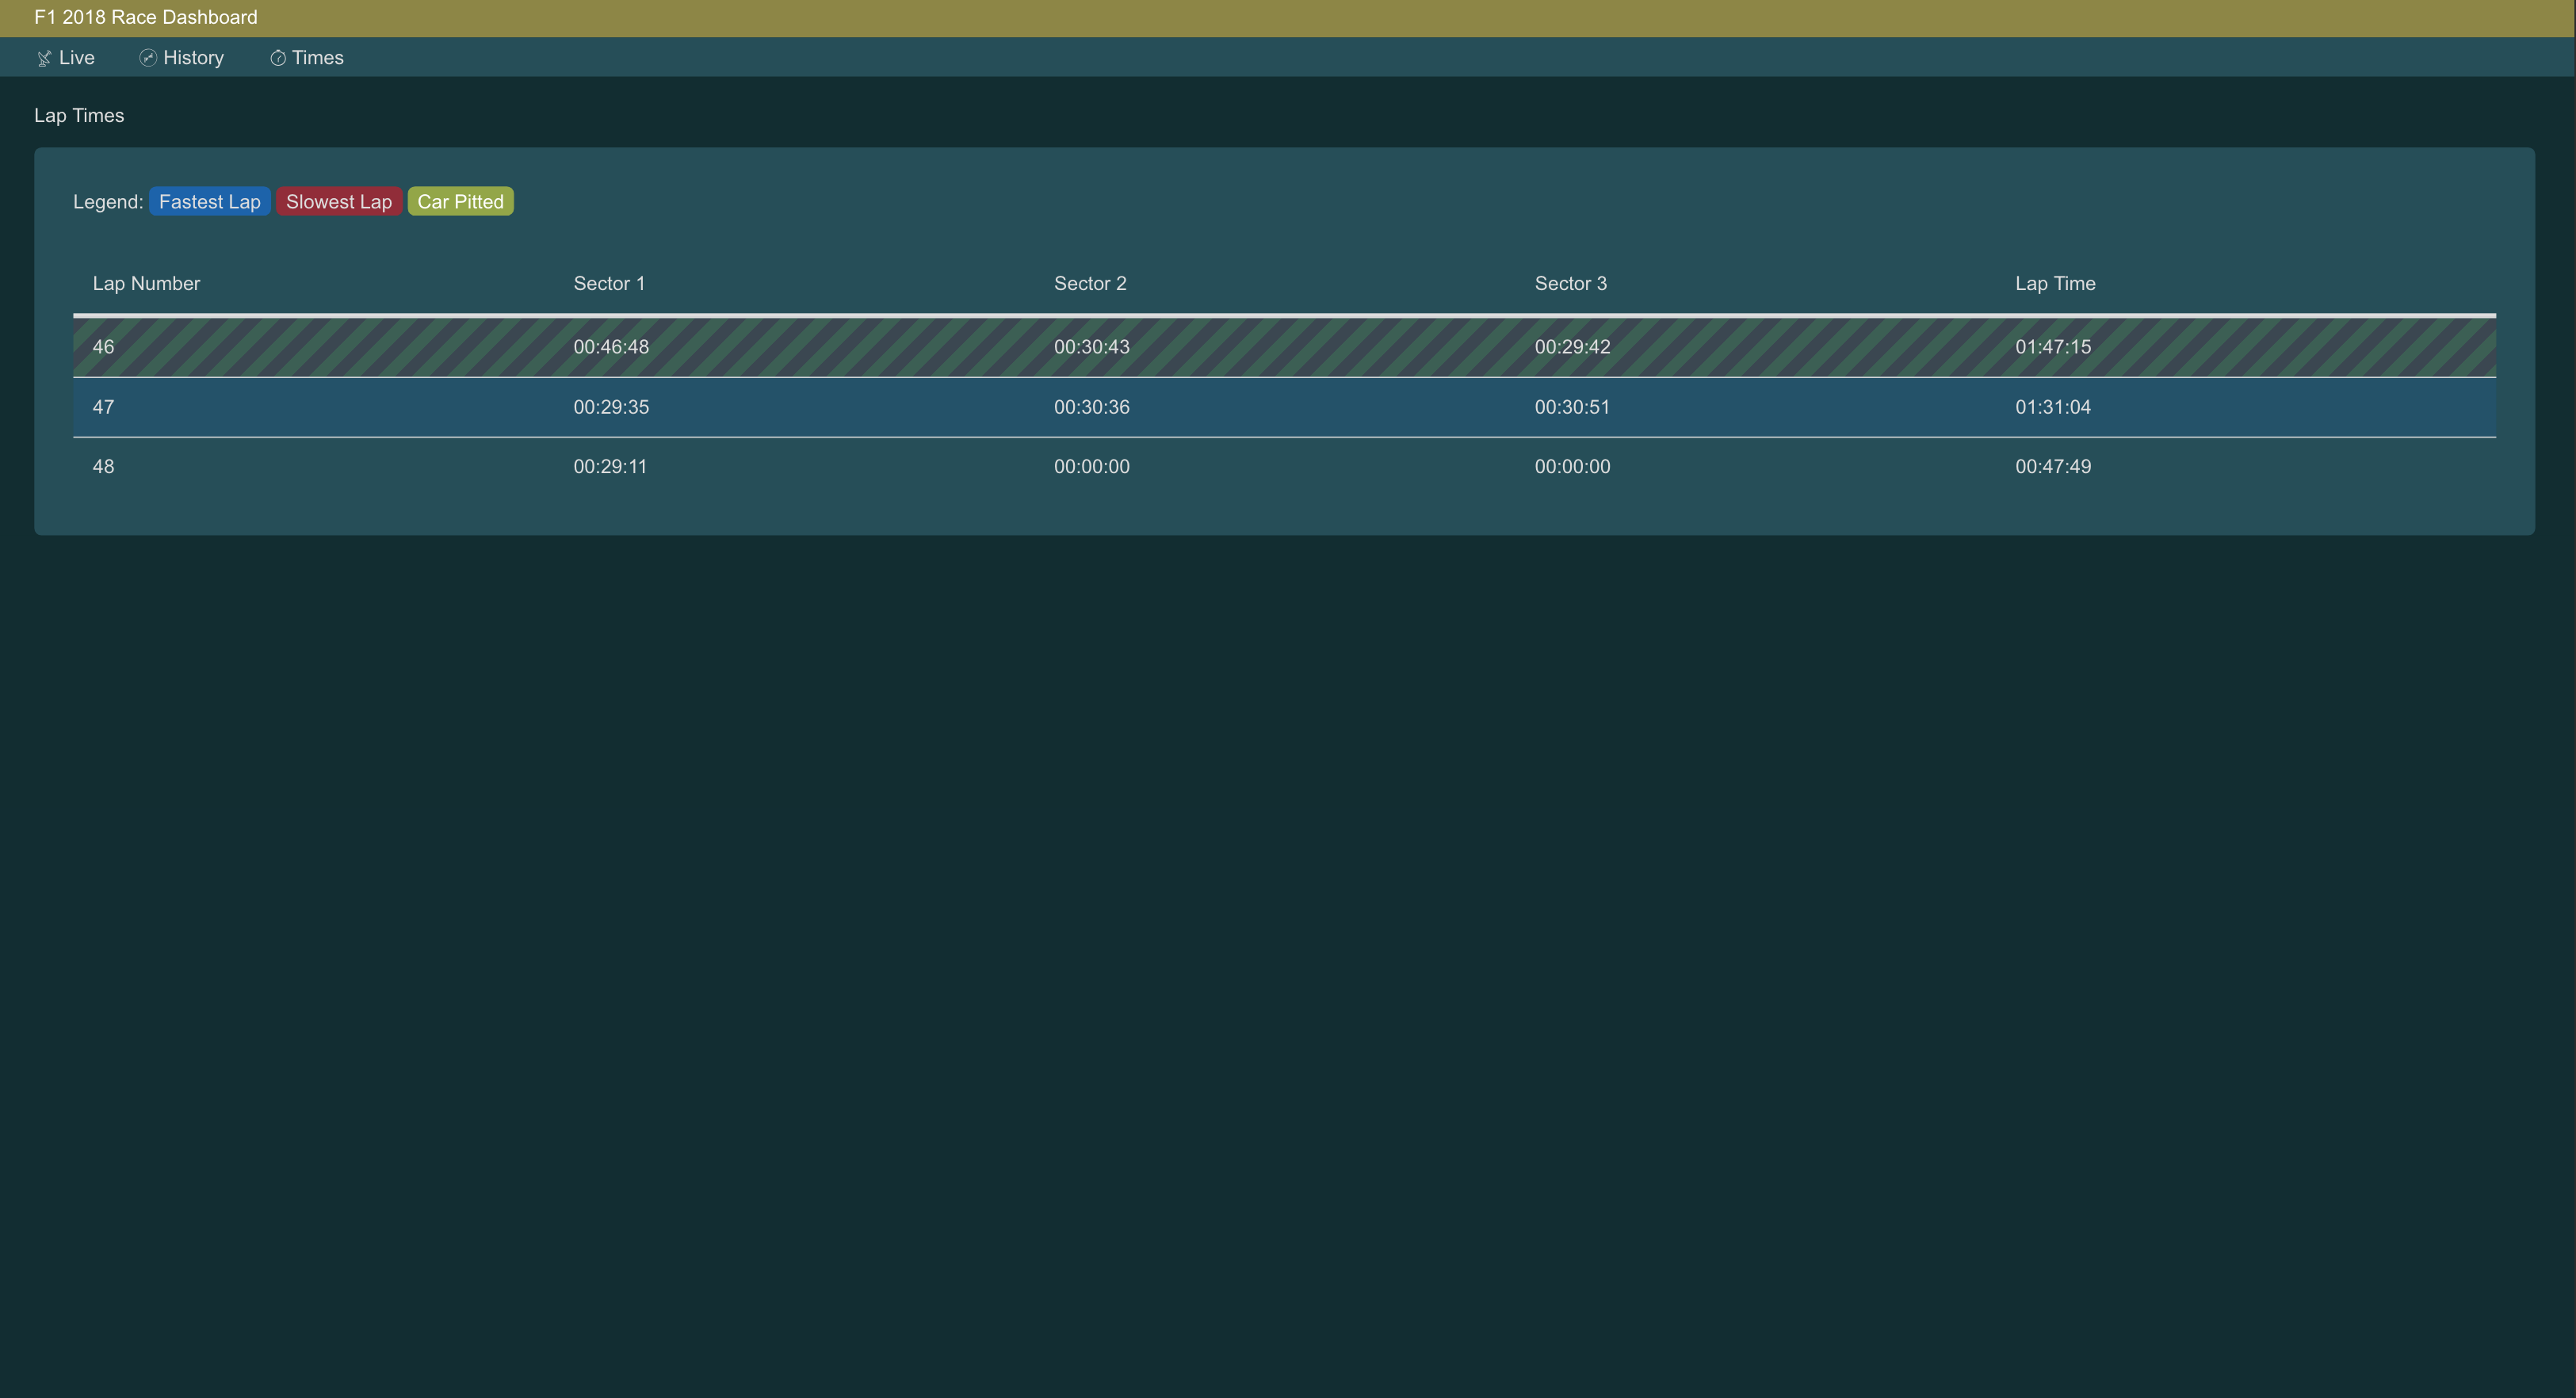 F1 2018 Race Dashboard
Live History Times
Lap Times
Legend: Fastest Lap Slowest Lap Car Pitted
Lap Number Sector 1 Sector 2 Sector 3 Lap Time
46 00:46:48 00:30:43 00:29:42 01:47:15
47 00:29:35 00:30:36 00:30:51 01:31:04
48 00:29:11 00:00:00 00:00:00 00:47:49